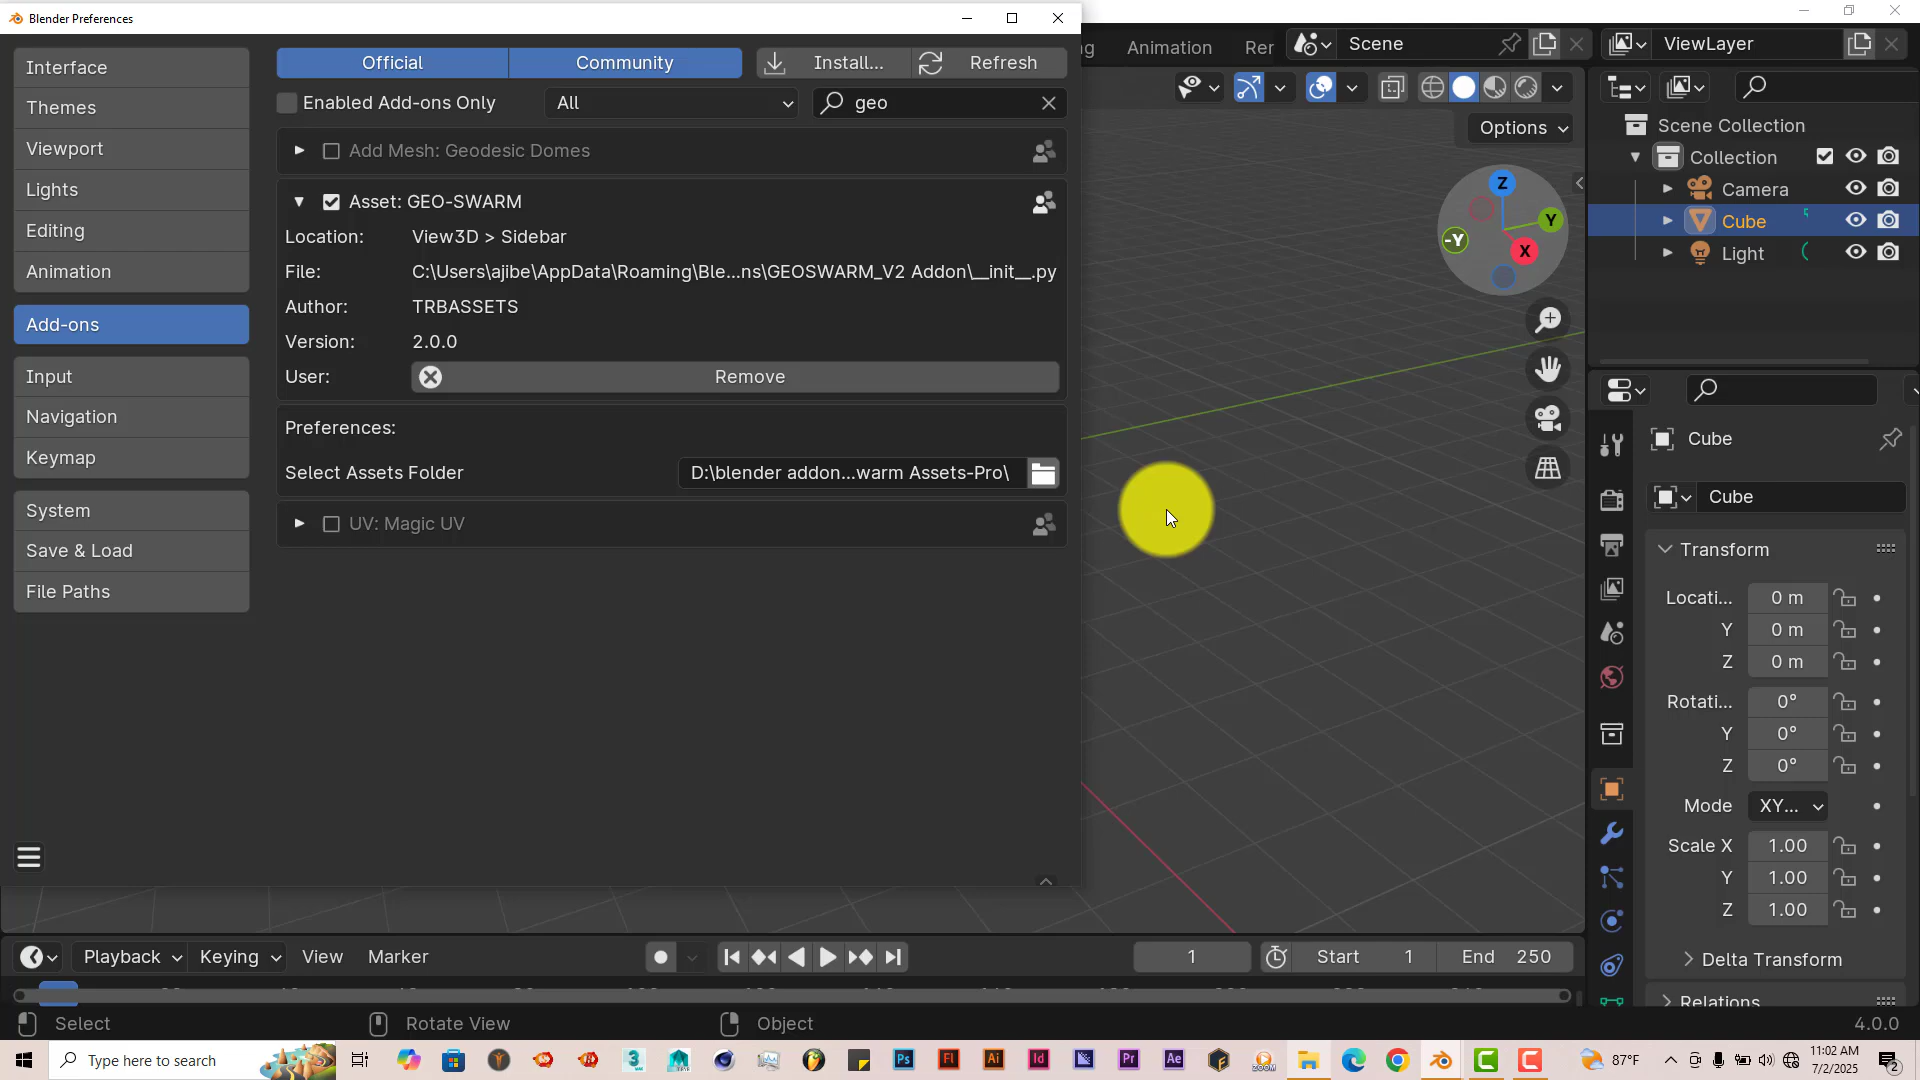 Blender Preferences
Interface
Themes
Viewport
Lights
Editing
Animation
Add-ons
Input
Navigation
Keymap
System
Save & Load
File Paths
Official Community Install... Refresh
Enabled Add-ons Only All geo
Add Mesh: Geodesic Domes
Asset: GEO-SWARM
Location: View3D > Sidebar
File: C:\Users\ajibe\AppData\Roaming\Ble...ns\GEOSWARM_V2 Addon\__init__.py
Author: TRBASSETS
Version: 2.0.0
User: Remove
Preferences:
Select Assets Folder D:\blender addon...warm Assets-Pro\
UV: Magic UV
Animation Rer Scene ViewLayer
Options
Z
Y
-Y
X
Scene Collection
Collection
Camera
Cube
Light
Cube
Cube
Transform
Locati... 0 m
Y 0 m
Z 0 m
Rotati... 0°
Y 0°
Z 0°
Mode XY...
Scale X 1.00
Y 1.00
Z 1.00
Delta Transform
Relations
Playback Keying View Marker 1 Start 1 End 250
Select Rotate View Object 4.0.0
Type here to search 87°F 11:02 AM
7/2/2025